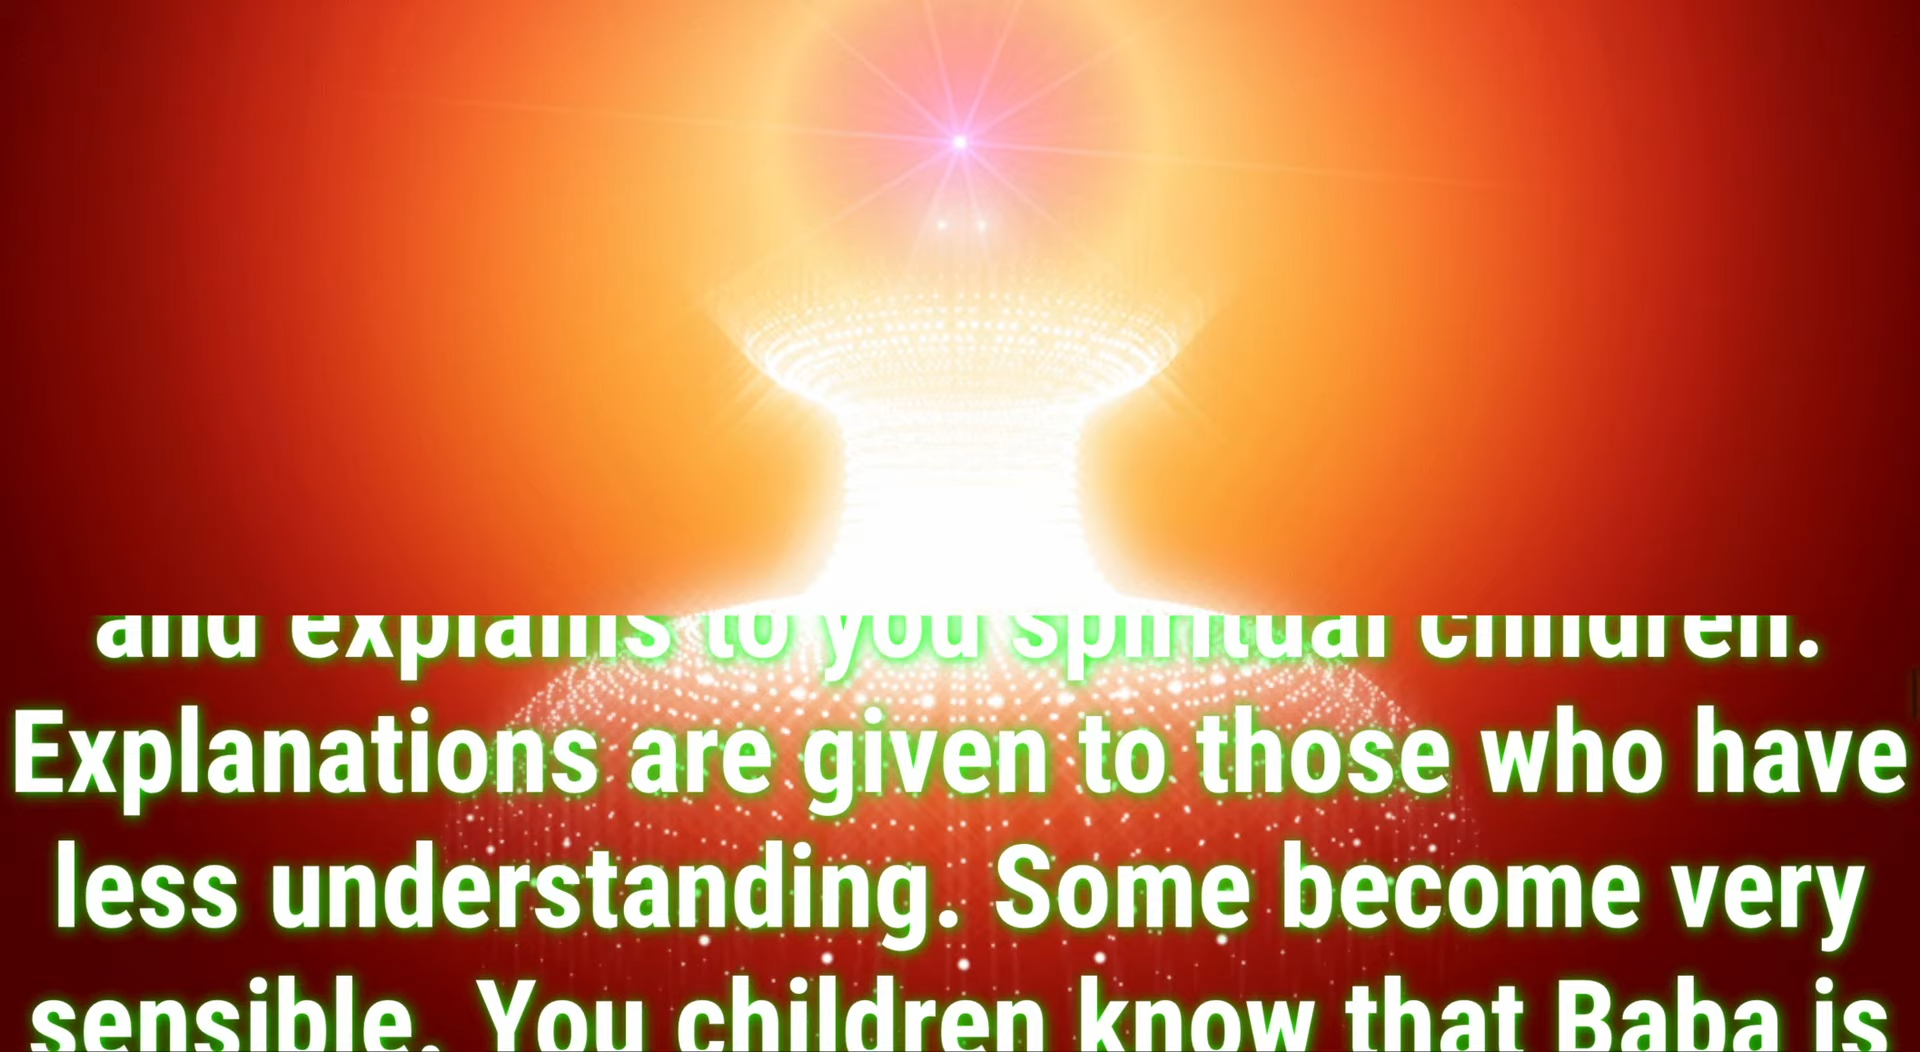 and explains to you spiritual children.
Explanations are given to those who have
less understanding. Some become very
sensible. You children know that Baba is